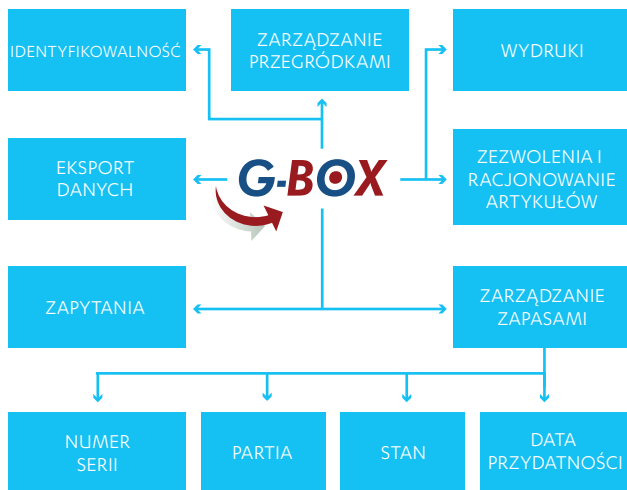 IDENTYFIKOWALNOŚĆ
ZARZĄDZANIE
PRZEGRÓDKAMI
WYDRUKI
EKSPORT
DANYCH
G-BOX
ZEZWOLENIA I
RACJONOWANIE
ARTYKUŁÓW
ZAPYTANIA
ZARZĄDZANIE
ZAPASAMI
NUMER
SERII
PARTIA
STAN
DATA
PRZYDATNOŚCI